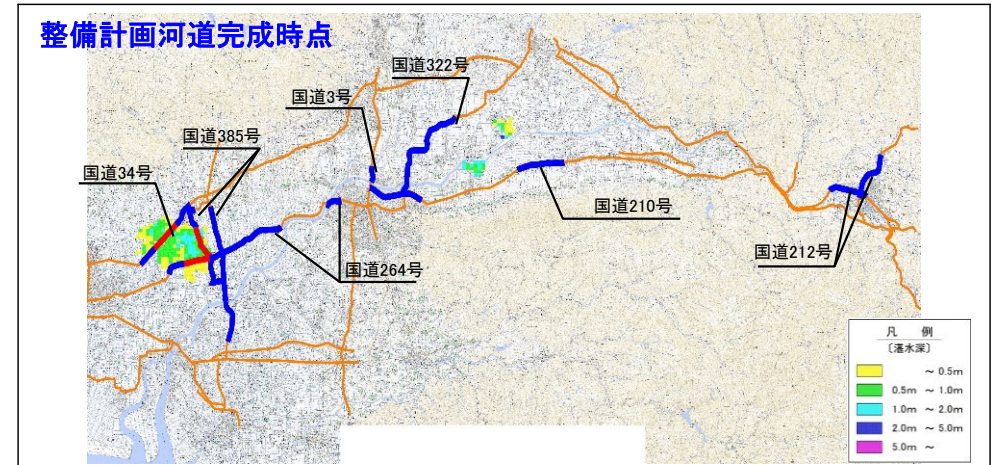 整備計画河道完成時点
国道322号
国道3号
国道385号
国道34号
国道210号
国道212号
国道264号
凡 例
〔湛水深〕
～ 0.5m
0.5m ～ 1.0m
1.0m ～ 2.0m
2.0m ～ 5.0m
5.0m ～